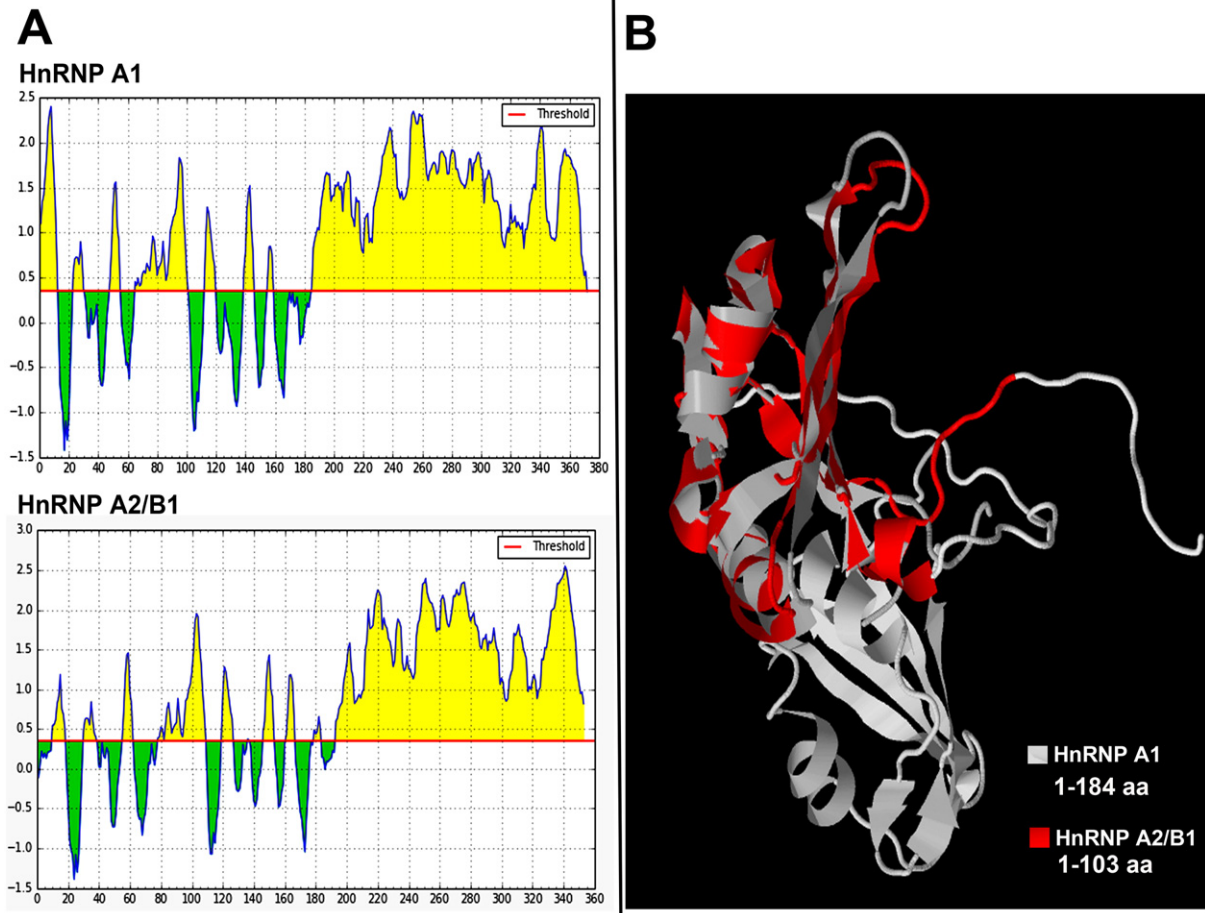 A
HnRNP A1
2.5
2.0
1.5
1.0
0.5
0.0
−0.5
−1.0
−1.5
Threshold
0 20 40 60 80 100 120 140 160 180 200 220 240 260 280 300 320 340 360 380
HnRNP A2/B1
3.0
2.5
2.0
1.5
1.0
0.5
0.0
−0.5
−1.0
−1.5
Threshold
0 20 40 60 80 100 120 140 160 180 200 220 240 260 280 300 320 340 360
B
HnRNP A1
1-184 aa
HnRNP A2/B1
1-103 aa